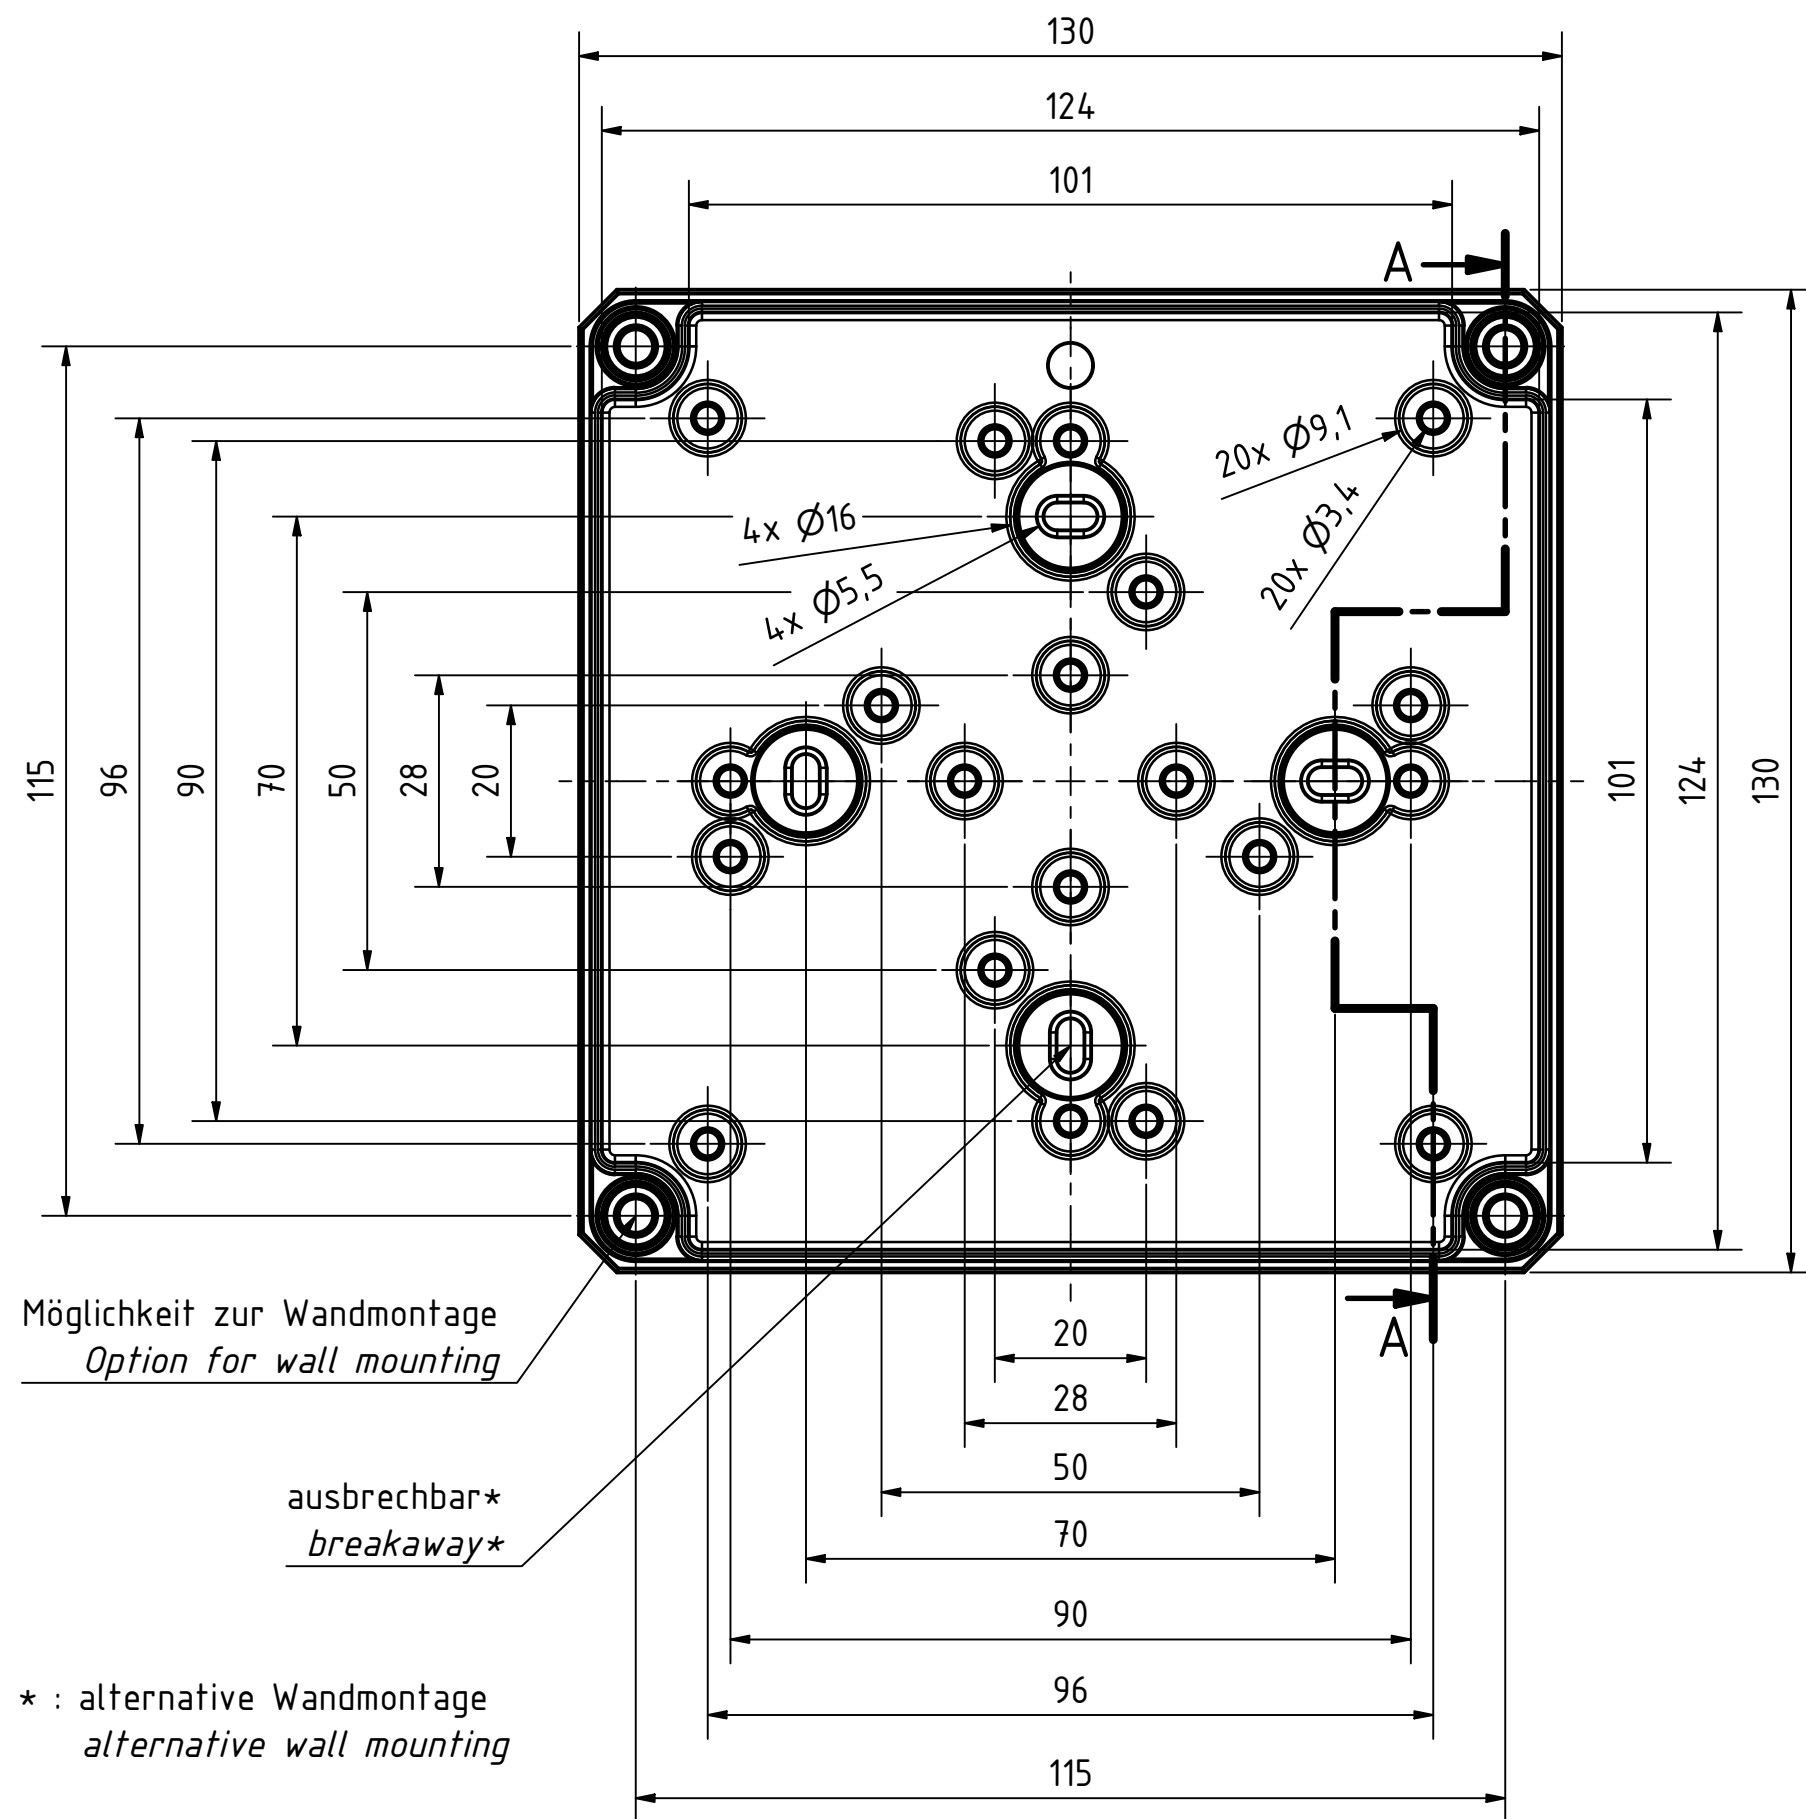 130
124
101
A
20x Ø9,1
20x Ø3,4
4x Ø16
4x Ø5,5
115
96
90
70
50
28
20
101
124
130
Möglichkeit zur Wandmontage
Option for wall mounting
A
20
28
50
ausbrechbar*
breakaway*
70
90
96
* : alternative Wandmontage
alternative wall mounting
115